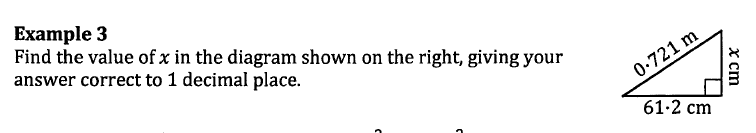 Example 3
Find the value of x in the diagram shown on the right, giving your
answer correct to 1 decimal place.
0·721 m
x cm
61·2 cm